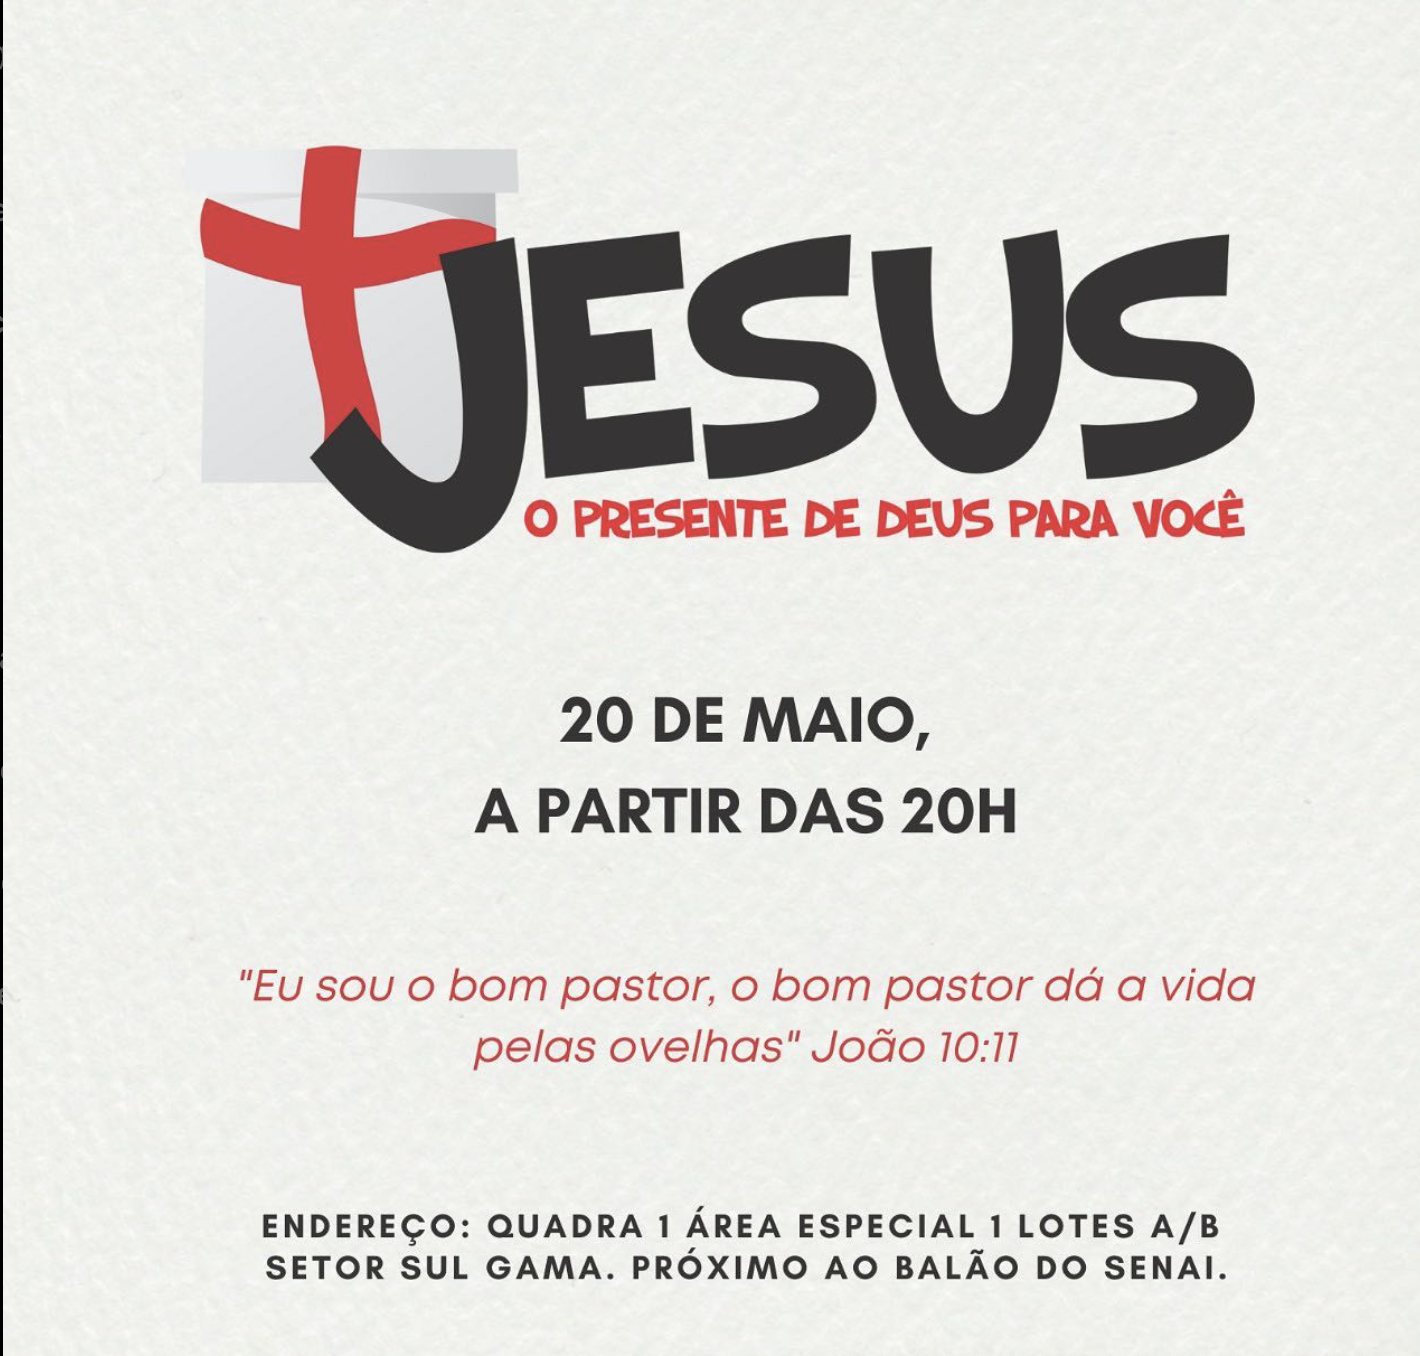 JESUS
O PRESENTE DE DEUS PARA VOCÊ
20 DE MAIO,
A PARTIR DAS 20H
"Eu sou o bom pastor, o bom pastor dá a vida
pelas ovelhas" João 10:11
ENDEREÇO: QUADRA 1 ÁREA ESPECIAL 1 LOTES A/B
SETOR SUL GAMA. PRÓXIMO AO BALÃO DO SENAI.